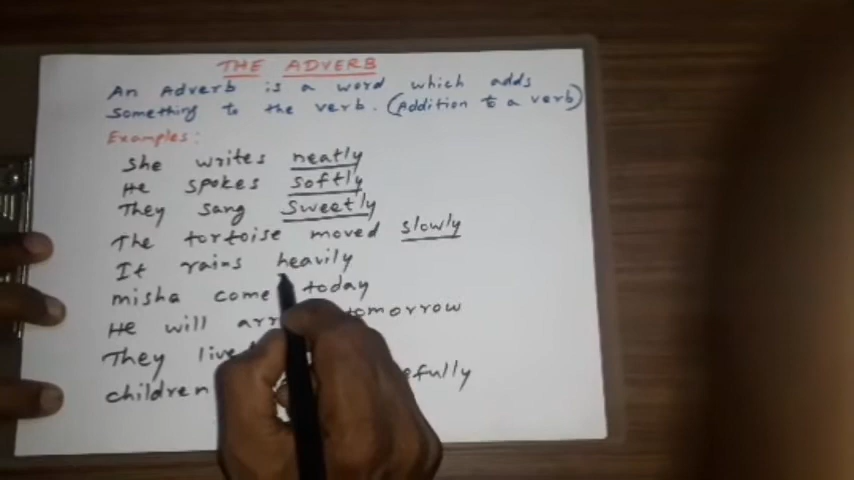 THE ADVERB
An Adverb is a word which adds
something to the verb. (Addition to a verb)
Examples:
She writes neatly
He spokes softly
They sang sweetly
The tortoise moved slowly
It rains heavily
misha come today
He will tomorrow
They
children